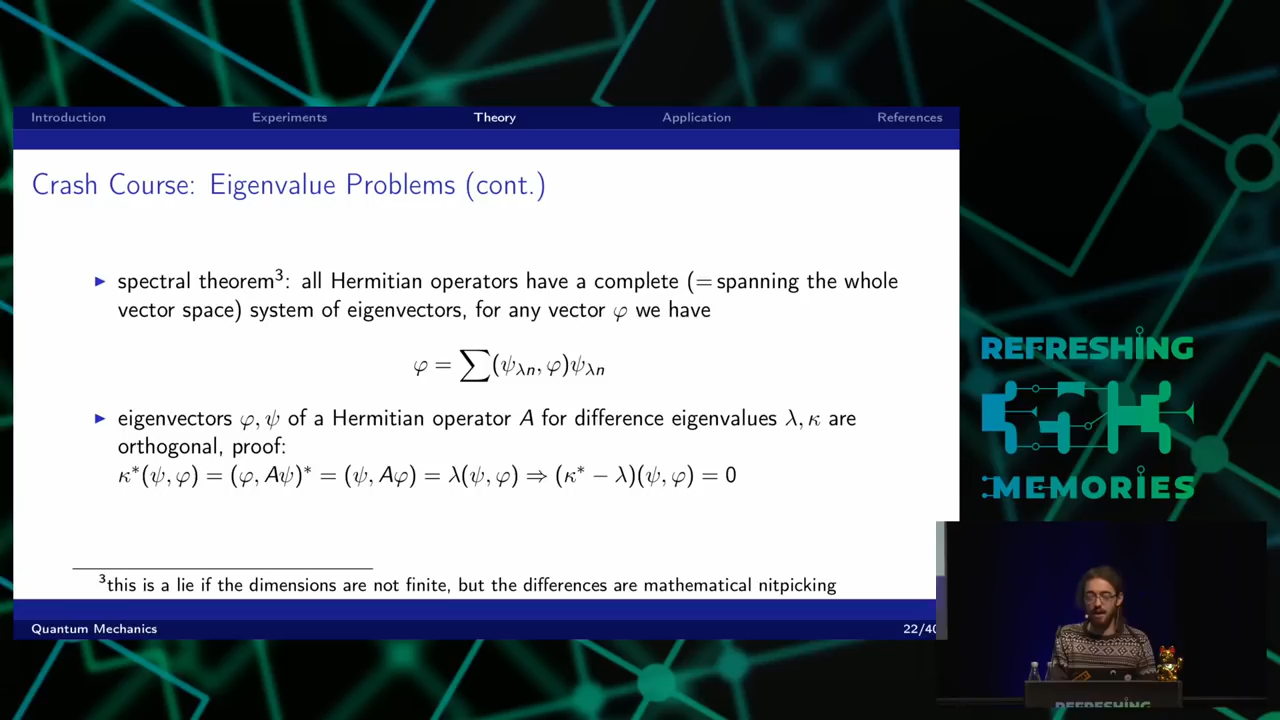 Introduction Experiments Theory Application References
Crash Course: Eigenvalue Problems (cont.)
▶ spectral theorem³: all Hermitian operators have a complete (= spanning the whole
vector space) system of eigenvectors, for any vector φ we have
φ = ∑(ψλn, φ)ψλn
▶ eigenvectors φ, ψ of a Hermitian operator A for difference eigenvalues λ, κ are
orthogonal, proof:
κ*(ψ, φ) = (φ, Aψ)* = (ψ, Aφ) = λ(ψ, φ) ⇒ (κ* − λ)(ψ, φ) = 0
³this is a lie if the dimensions are not finite, but the differences are mathematical nitpicking
Quantum Mechanics 22/40
REFRESHING
MEMORIES
REFRESHING